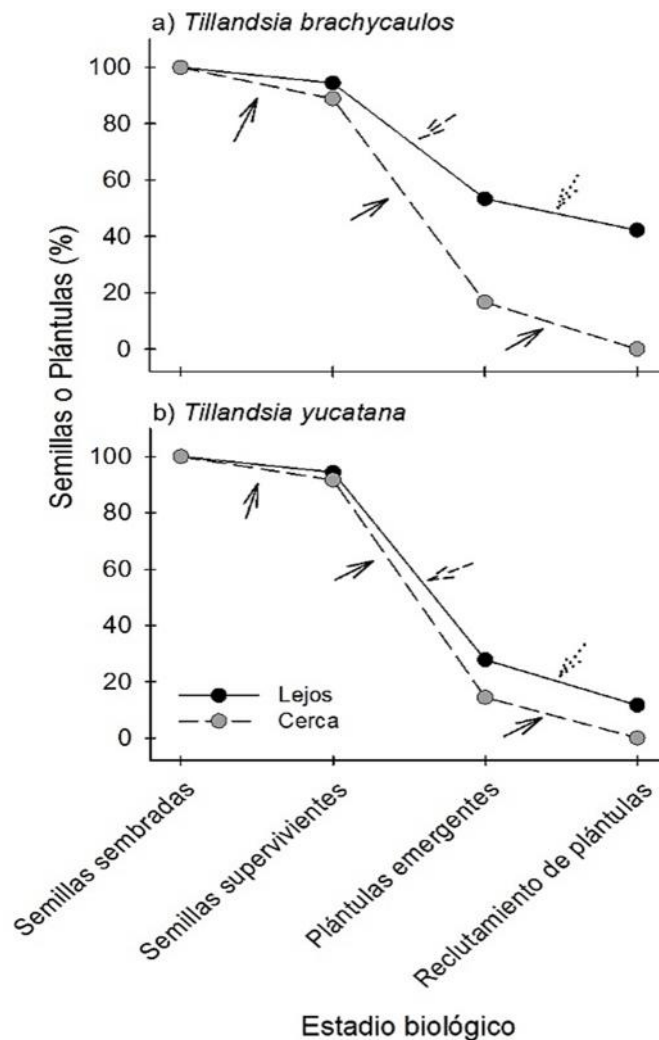 a) Tillandsia brachycaulos
100
80
60
40
20
0
b) Tillandsia yucatana
100
80
60
40
20
0
Semillas o Plántulas (%)
Lejos
Cerca
Semillas sembradas
Semillas supervivientes
Plántulas emergentes
Reclutamiento de plántulas
Estadio biológico